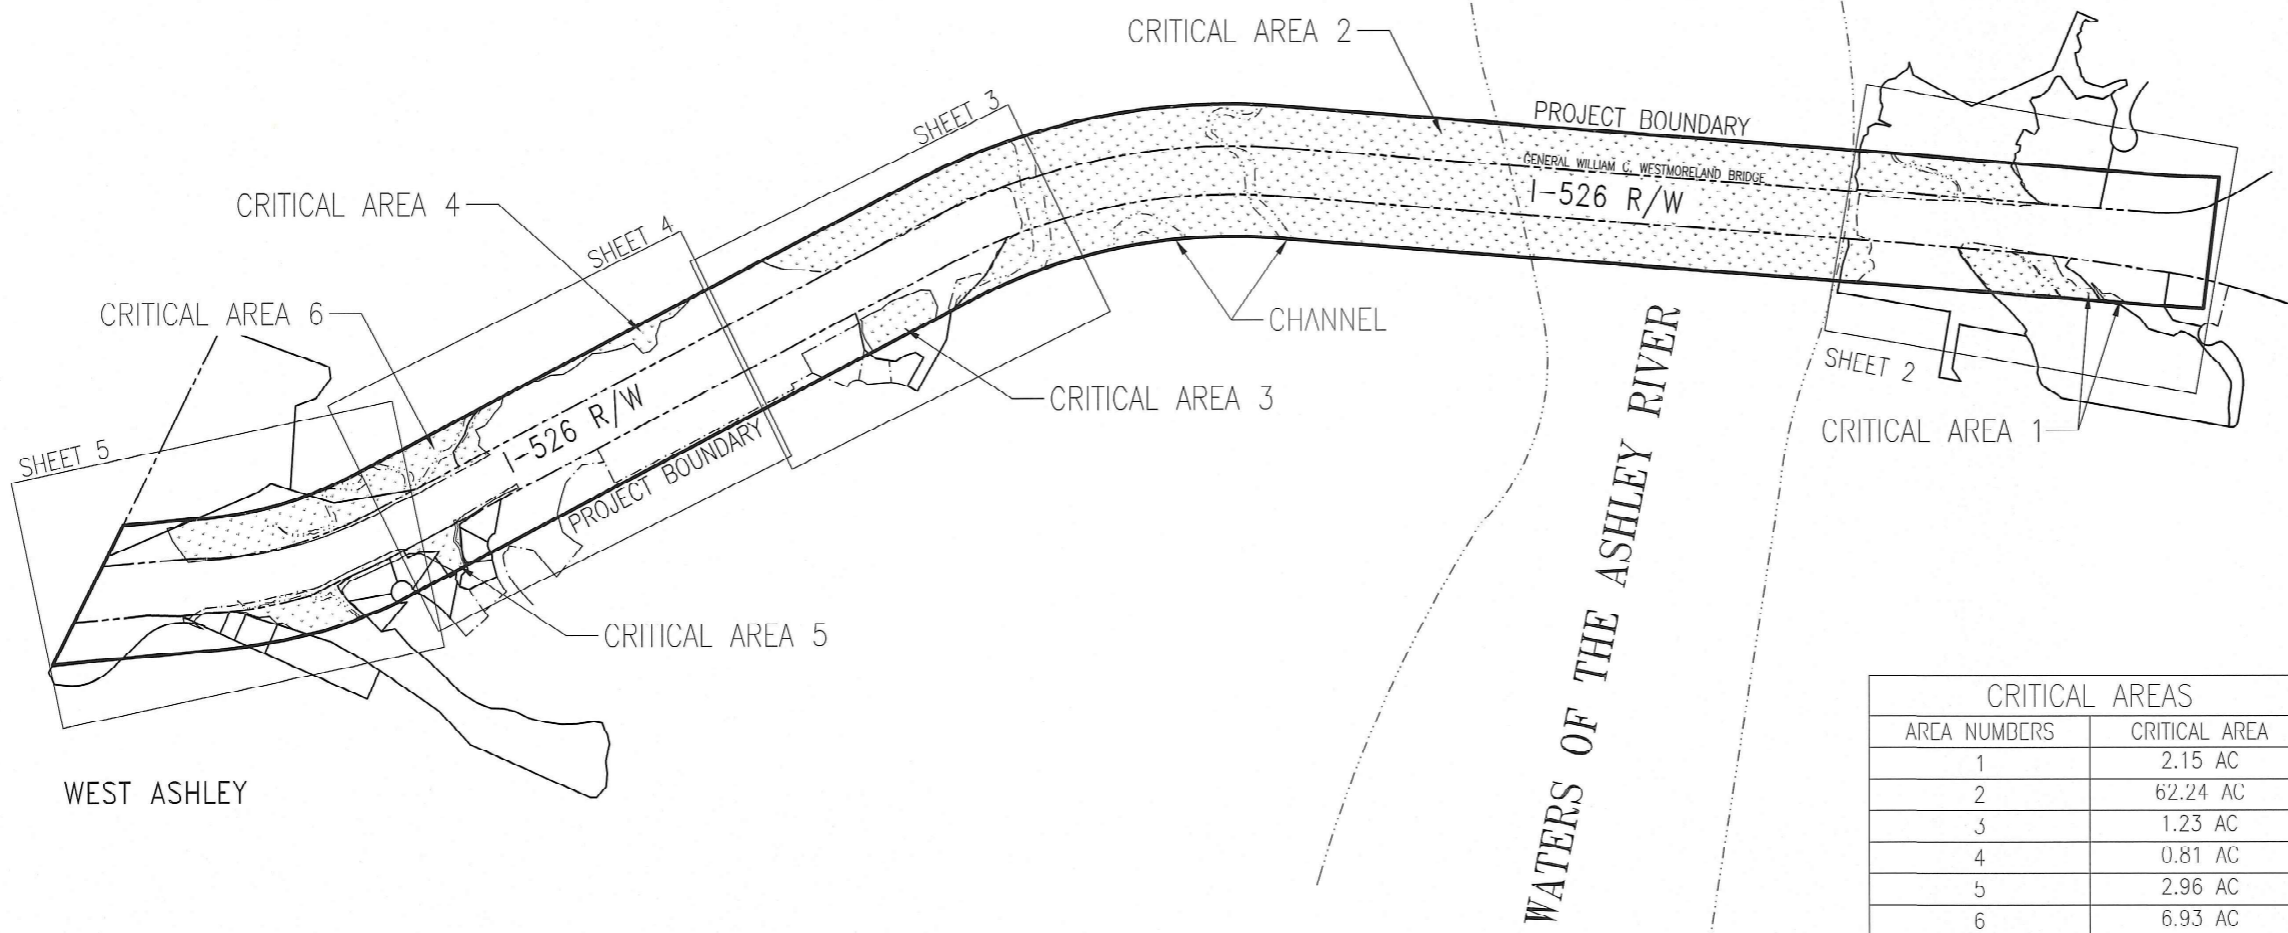 CRITICAL AREA 2
SHEET 3
PROJECT BOUNDARY
GENERAL WILLIAM C. WESTMORELAND BRIDGE
I-526 R/W
CRITICAL AREA 4
SHEET 4
CRITICAL AREA 6
CHANNEL
SHEET 2
CRITICAL AREA 3
CRITICAL AREA 1
I-526 R/W
PROJECT BOUNDARY
SHEET 5
CRITICAL AREA 5
WATERS OF THE ASHLEY RIVER
WEST ASHLEY
CRITICAL AREAS
AREA NUMBERS CRITICAL AREA
1 2.15 AC
2 62.24 AC
3 1.23 AC
4 0.81 AC
5 2.96 AC
6 6.93 AC